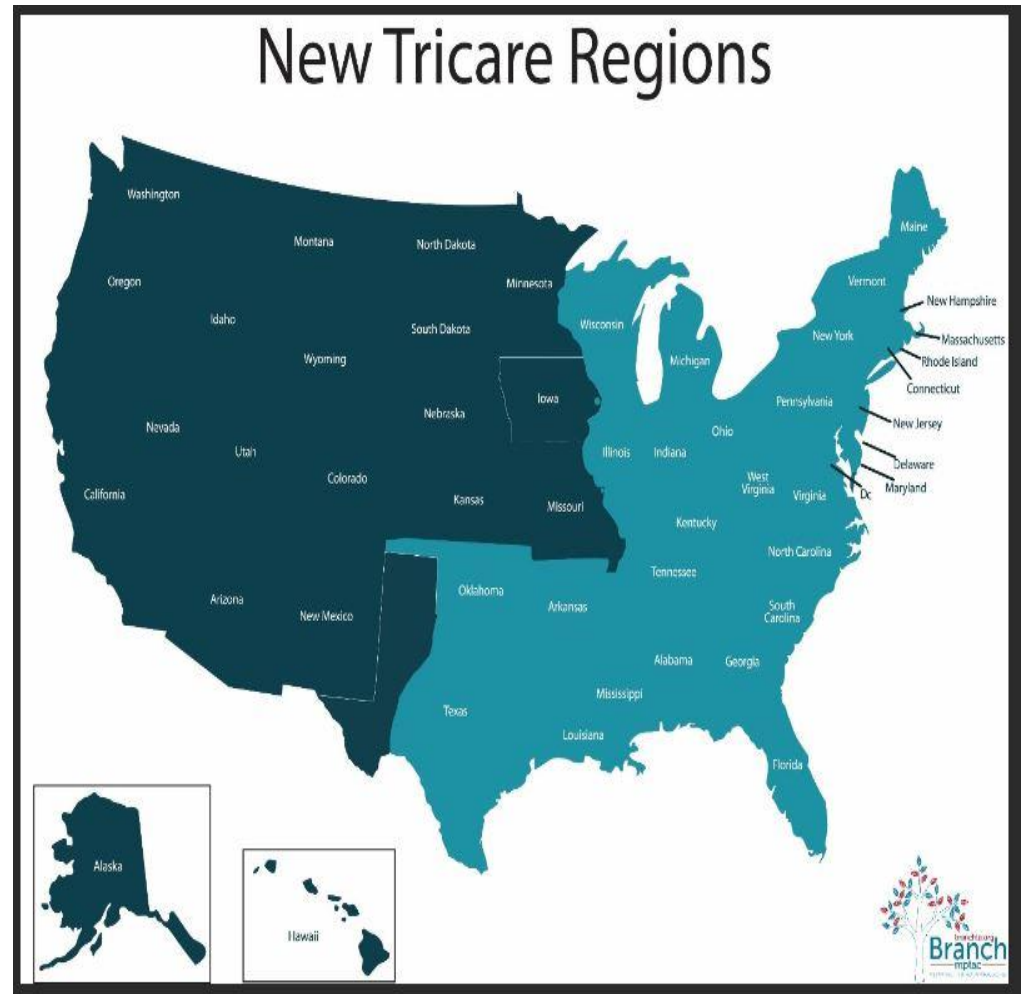 New Tricare Regions
Washington
Montana
North Dakota
Minnesota
Oregon
Idaho
South Dakota
Wyoming
Iowa
Nebraska
Nevada
Utah
Colorado
California
Kansas
Missouri
Arizona
New Mexico
Maine
Vermont
New Hampshire
Wisconsin
New York
Massachusetts
Michigan
Rhode Island
Connecticut
Pennsylvania
New Jersey
Ohio
Illinois
Indiana
Delaware
West
Virginia
Virginia
Dc
Maryland
Kentucky
North Carolina
Tennessee
Oklahoma
Arkansas
South
Carolina
Alabama
Georgia
Mississippi
Texas
Louisiana
Florida
Alaska
Hawaii
Branch
mptac